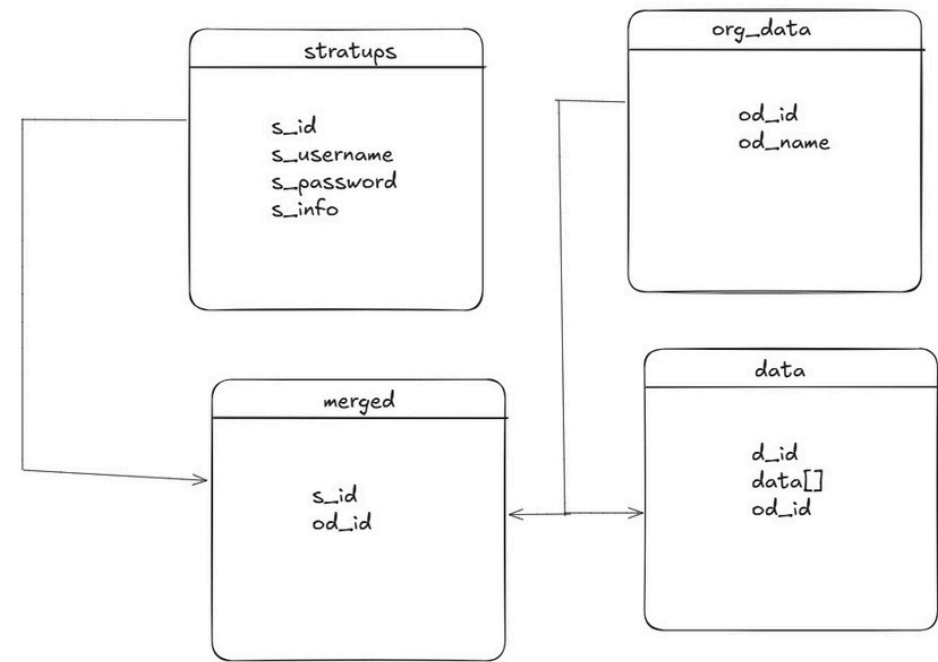 stratups
s_id
s_username
s_password
s_info
org_data
od_id
od_name
merged
s_id
od_id
data
d_id
data[]
od_id